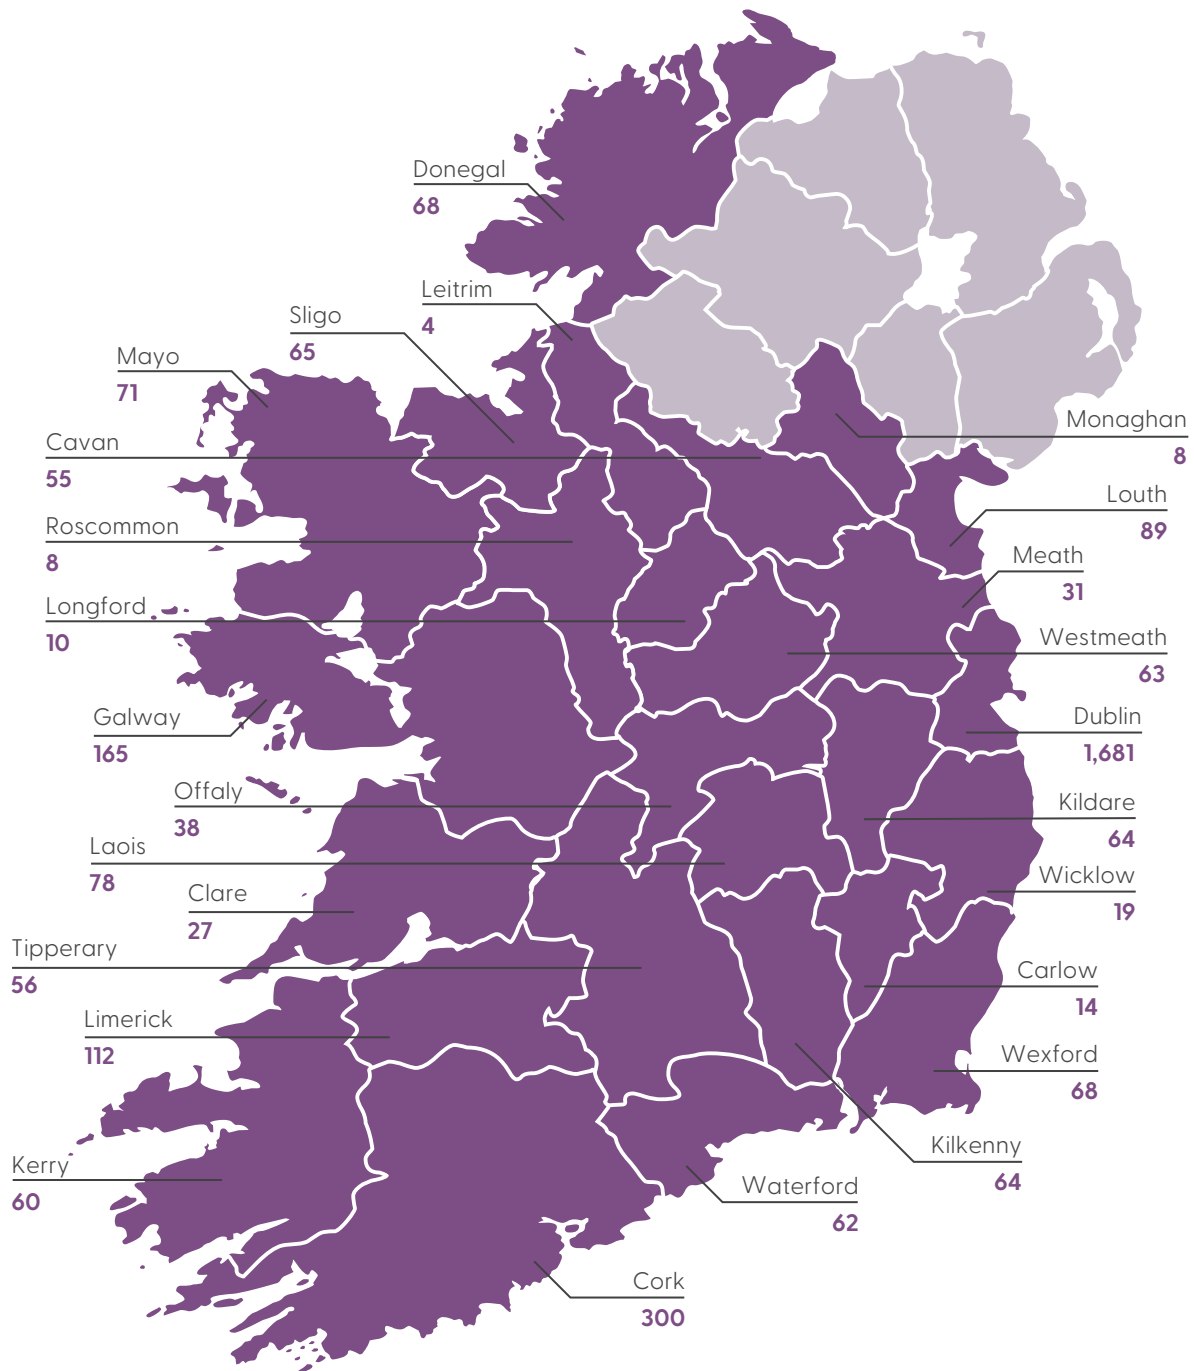 Donegal
68
Leitrim
4
Sligo
65
Mayo
71
Cavan
55
Roscommon
8
Longford
10
Galway
165
Offaly
38
Laois
78
Clare
27
Tipperary
56
Limerick
112
Kerry
60
Monaghan
8
Louth
89
Meath
31
Westmeath
63
Dublin
1,681
Kildare
64
Wicklow
19
Carlow
14
Wexford
68
Kilkenny
64
Waterford
62
Cork
300